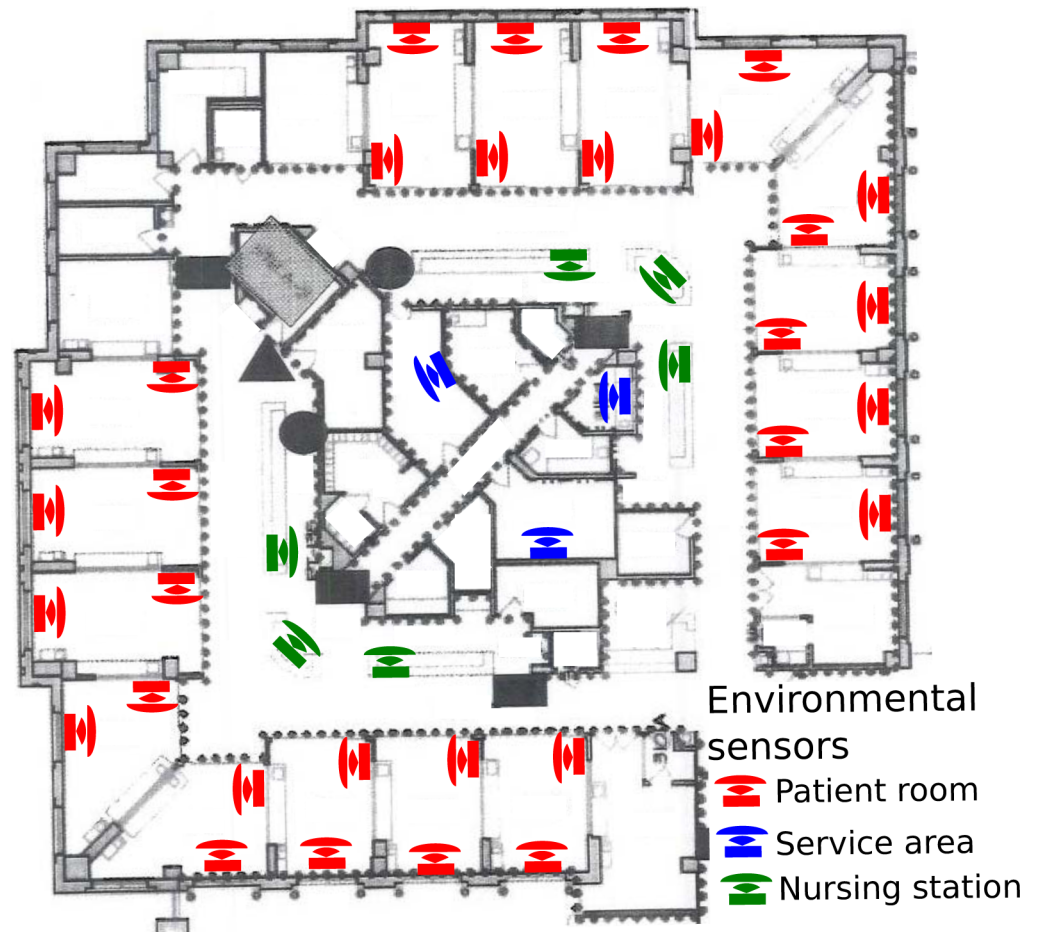 Environmental
sensors
Patient room
Service area
Nursing station